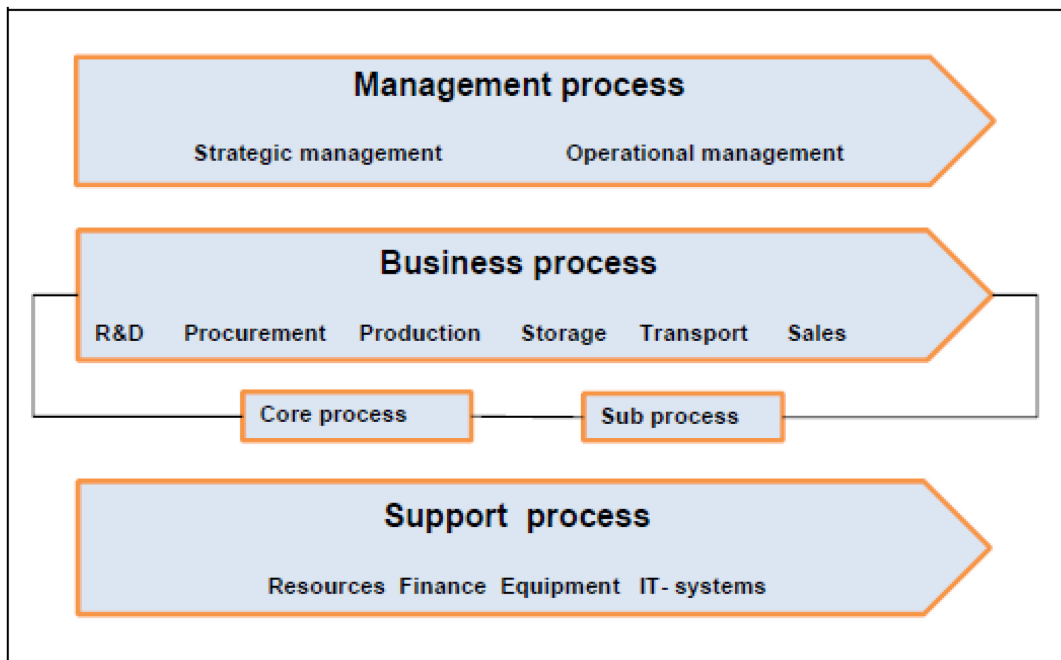 Management process
Strategic management Operational management
Business process
R&D Procurement Production Storage Transport Sales
Core process
Sub process
Support process
Resources Finance Equipment IT- systems